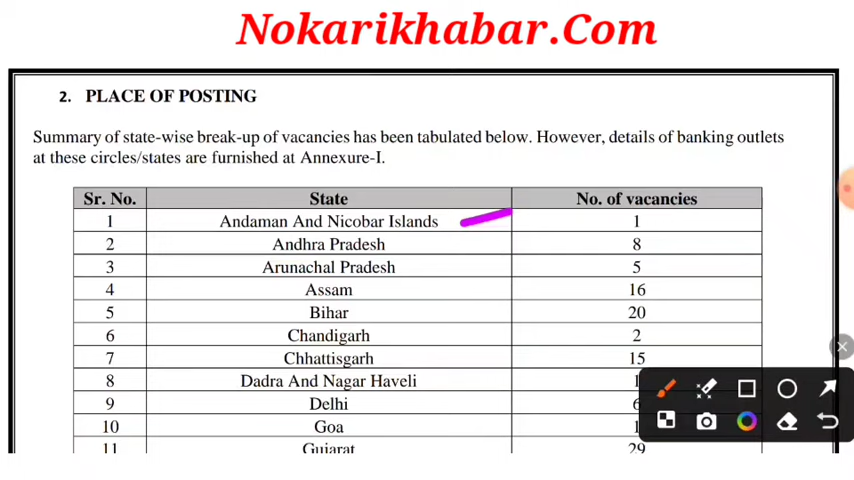 Nokarikhabar.Com
2. PLACE OF POSTING
Summary of state-wise break-up of vacancies has been tabulated below. However, details of banking outlets
at these circles/states are furnished at Annexure-I.
Sr. No. State No. of vacancies
1 Andaman And Nicobar Islands 1
2 Andhra Pradesh 8
3 Arunachal Pradesh 5
4 Assam 16
5 Bihar 20
6 Chandigarh 2
7 Chhattisgarh 15
8 Dadra And Nagar Haveli 1
9 Delhi 6
10 Goa 1
11 Gujarat 29